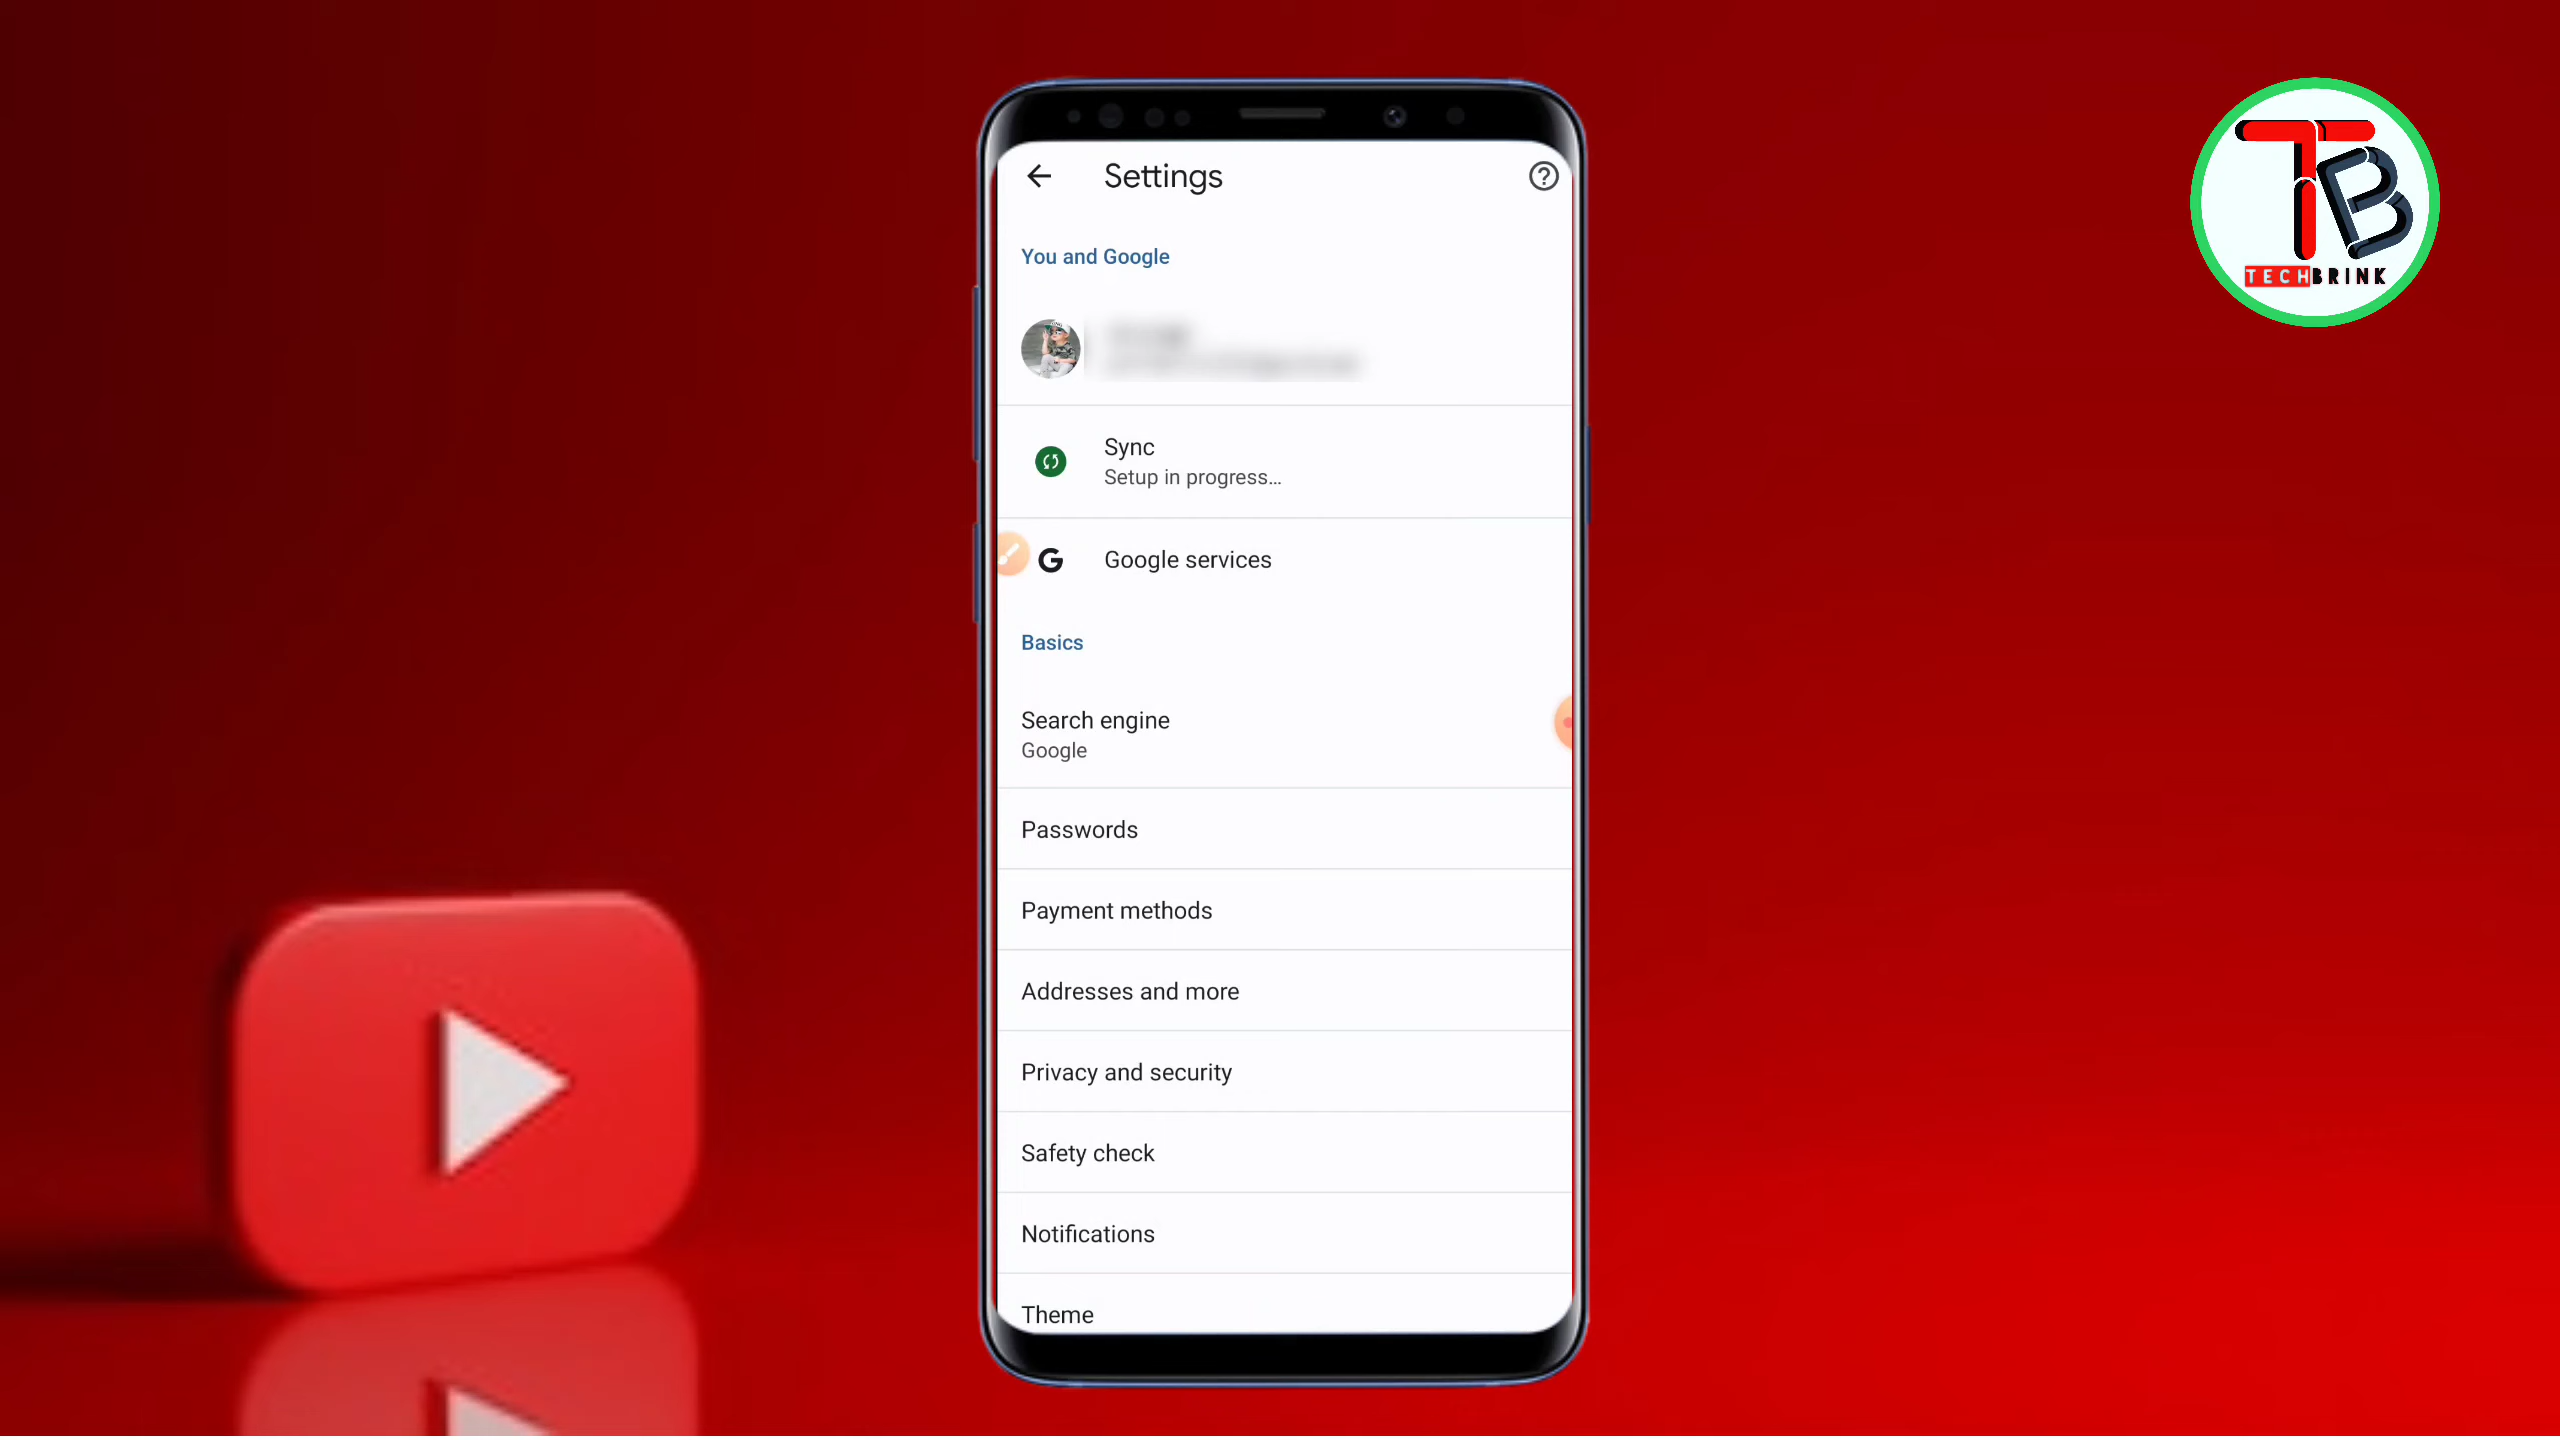 Settings
You and Google
Sync
Setup in progress...
Google services
Basics
Search engine
Google
Passwords
Payment methods
Addresses and more
Privacy and security
Safety check
Notifications
Theme
TB
TECHBRINK